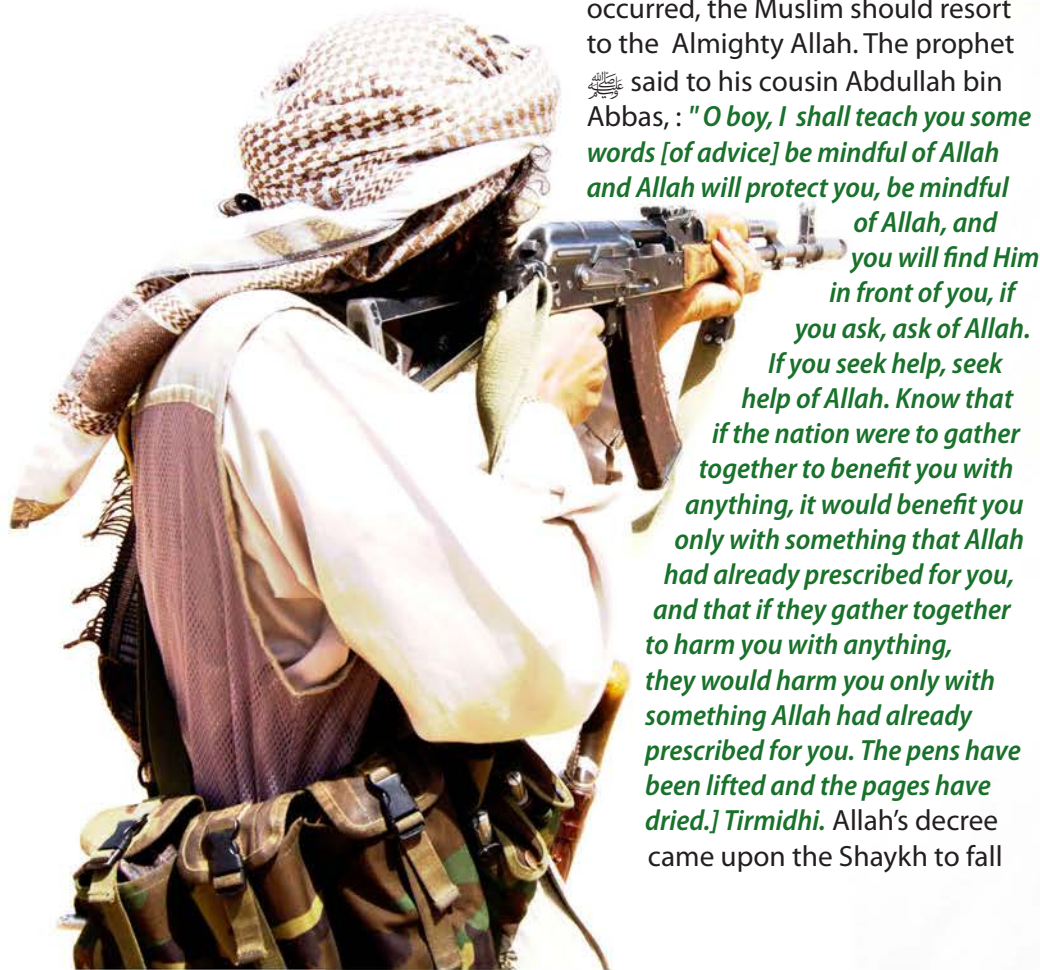 occurred, the Muslim should resort
to the Almighty Allah. The prophet
ﷺ said to his cousin Abdullah bin
Abbas, : "O boy, I shall teach you some
words [of advice] be mindful of Allah
and Allah will protect you, be mindful
of Allah, and
you will find Him
in front of you, if
you ask, ask of Allah.
If you seek help, seek
help of Allah. Know that
if the nation were to gather
together to benefit you with
anything, it would benefit you
only with something that Allah
had already prescribed for you,
and that if they gather together
to harm you with anything,
they would harm you only with
something Allah had already
prescribed for you. The pens have
been lifted and the pages have
dried.] Tirmidhi. Allah's decree
came upon the Shaykh to fall